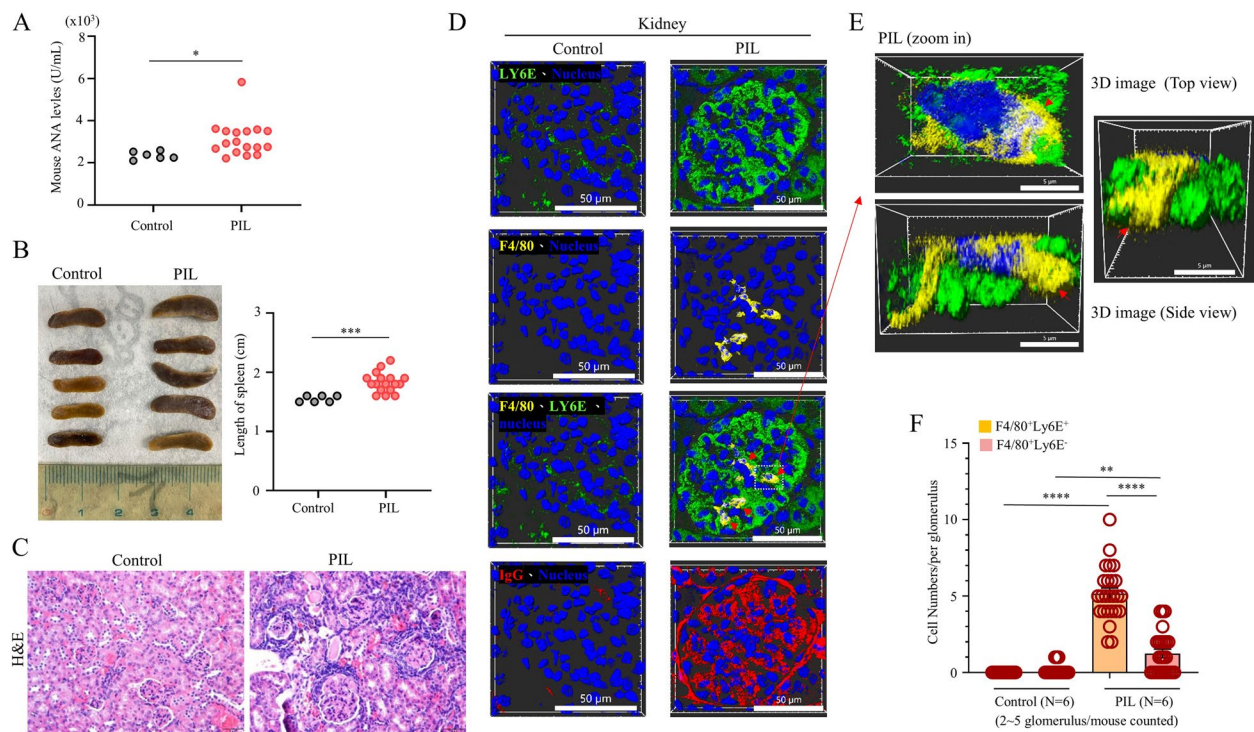 A
(x10³)
Mouse ANA levles (U/mL)
8
6
4
2
0
*
Control
PIL
B
Control
PIL
0 1 2 3 4
Length of spleen (cm)
3
2
1
0
***
Control
PIL
C
Control
PIL
H&E
D
Kidney
Control
PIL
LY6E、Nucleus
50 µm
50 µm
F4/80、Nucleus
50 µm
50 µm
F4/80、LY6E、
nucleus
50 µm
50 µm
IgG、Nucleus
50 µm
50 µm
E
PIL (zoom in)
3D image (Top view)
5 µm
5 µm
5 µm
3D image (Side view)
F
F4/80⁺Ly6E⁺
F4/80⁺Ly6E⁻
Cell Numbers/per glomerulus
15
10
5
0
**
****
****
Control (N=6)
PIL (N=6)
(2~5 glomerulus/mouse counted)